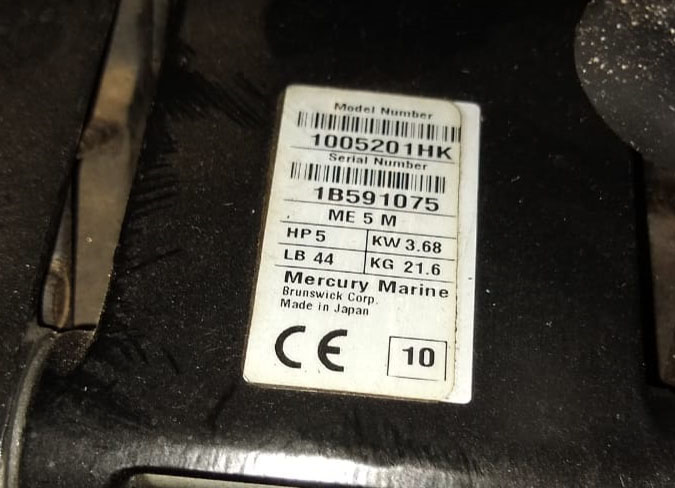 Model Number
1005201HK
Serial Number
1B591075
ME 5 M
HP 5 KW 3.68
LB 44 KG 21.6
Mercury Marine
Brunswick Corp.
Made in Japan
CE 10